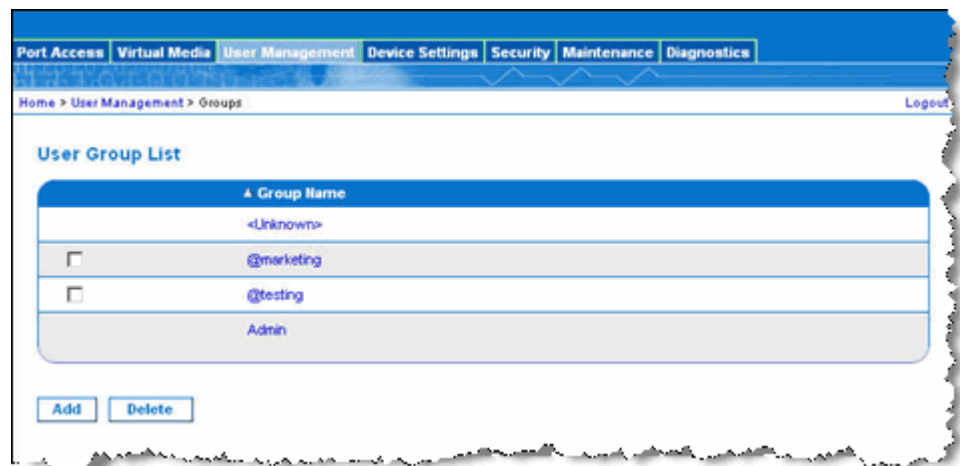 Port Access Virtual Media User Management Device Settings Security Maintenance Diagnostics
Home > User Management > Groups Logout
User Group List
▲ Group Name
<Unknown>
@marketing
@testing
Admin
Add Delete